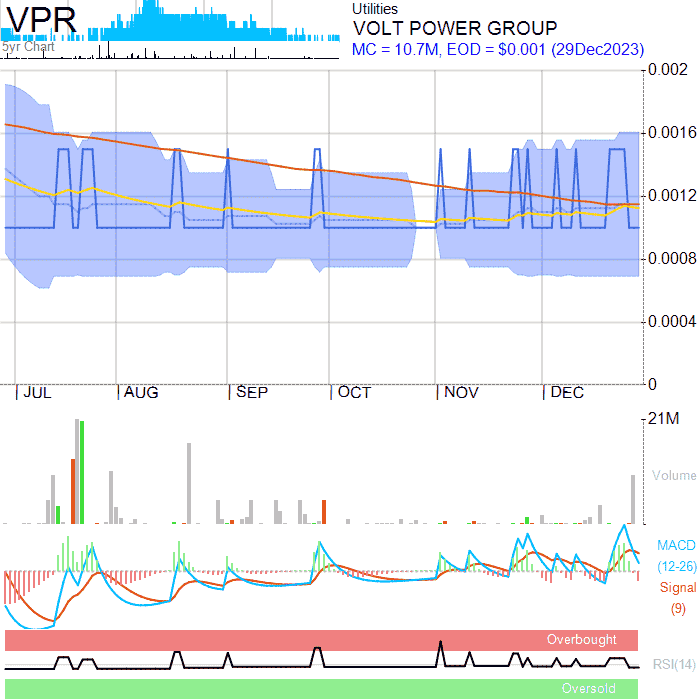 VPR
5yr Chart
Utilities
VOLT POWER GROUP
MC = 10.7M, EOD = $0.001 (29Dec2023)
0.002
0.0016
0.0012
0.0008
0.0004
0
JUL AUG SEP OCT NOV DEC
21M
Volume
MACD
(12-26)
Signal
(9)
Overbought
RSI(14)
Oversold